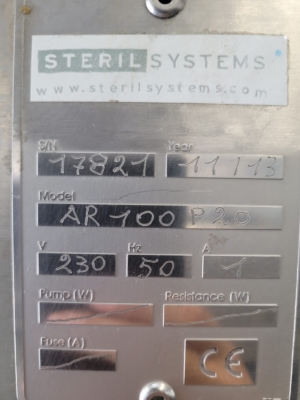 STERILSYSTEMS
www.sterilsystems.com
S/N Year
17821 11/13
Model
AR 100 P20
V Hz A
230 50 1
Pump (W) Resistance (W)
Fuse (A)
CE